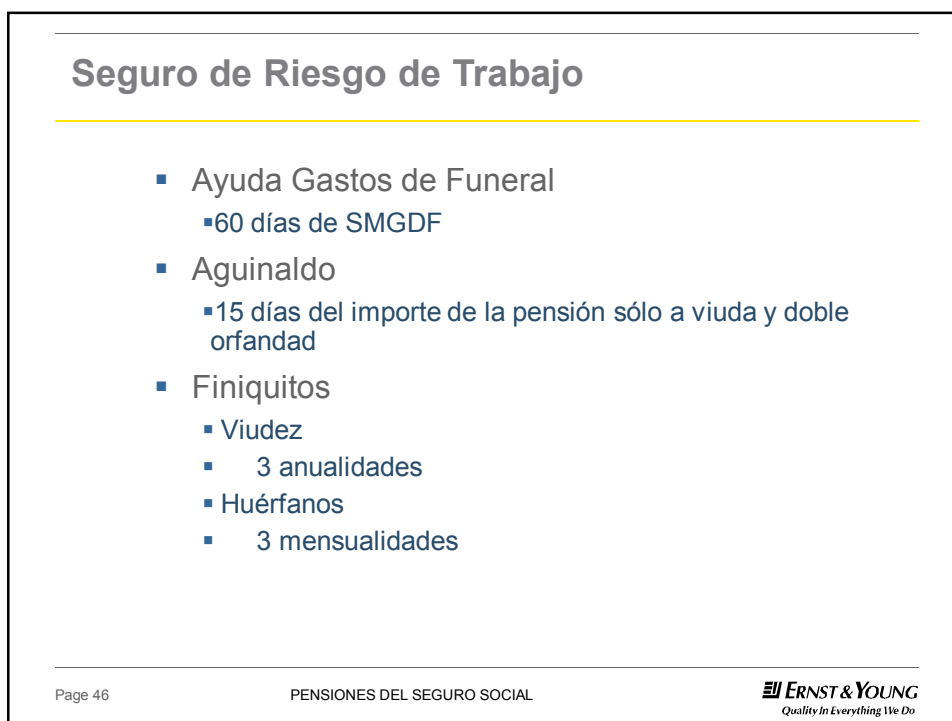 Seguro de Riesgo de Trabajo
▪ Ayuda Gastos de Funeral
▪60 días de SMGDF
▪ Aguinaldo
▪15 días del importe de la pensión sólo a viuda y doble
orfandad
▪ Finiquitos
▪ Viudez
▪ 3 anualidades
▪ Huérfanos
▪ 3 mensualidades
Page 46 PENSIONES DEL SEGURO SOCIAL ERNST & YOUNG
Quality In Everything We Do